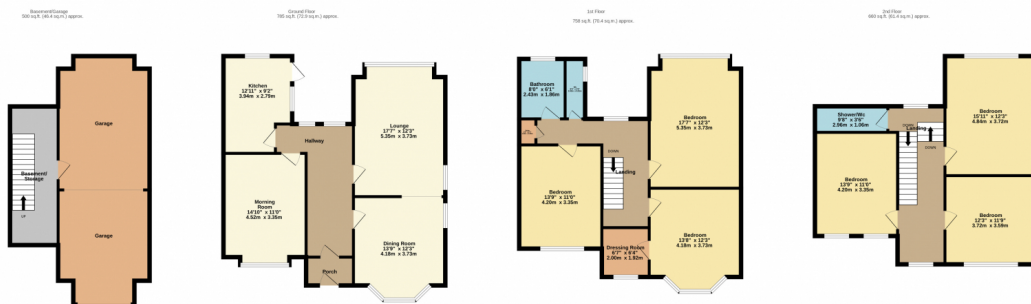 Basement/Garage
500 sq.ft. (46.4 sq.m.) approx.
Garage
Basement/
Storage
UP
Garage
Ground Floor
785 sq.ft. (72.9 sq.m.) approx.
Kitchen
12'11" x 9'2"
3.94m x 2.79m
Hallway
Lounge
17'7" x 12'3"
5.35m x 3.73m
Morning
Room
14'10" x 11'0"
4.52m x 3.35m
Dining Room
13'9" x 12'3"
4.18m x 3.73m
Porch
1st Floor
758 sq.ft. (70.4 sq.m.) approx.
Bathroom
8'0" x 6'1"
2.43m x 1.86m
Bedroom
17'7" x 12'3"
5.35m x 3.73m
DOWN
Landing
Bedroom
13'9" x 11'0"
4.20m x 3.35m
Bedroom
13'8" x 12'3"
4.18m x 3.73m
Dressing Room
6'7" x 6'4"
2.00m x 1.92m
2nd Floor
660 sq.ft. (61.4 sq.m.) approx.
Shower/Wc
9'8" x 3'6"
2.96m x 1.06m
DOWN
Landing
DOWN
Bedroom
15'11" x 12'3"
4.84m x 3.72m
Bedroom
13'9" x 11'0"
4.20m x 3.35m
Bedroom
12'3" x 11'9"
3.72m x 3.59m